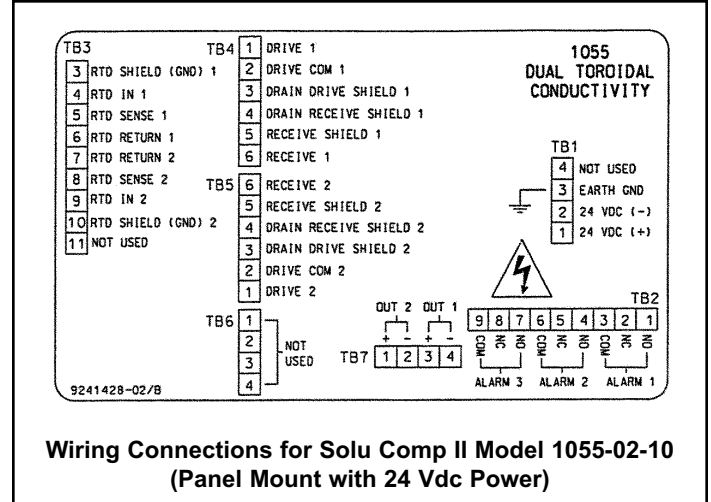 TB3
3 RTD SHIELD (GND) 1
4 RTD IN 1
5 RTD SENSE 1
6 RTD RETURN 1
7 RTD RETURN 2
8 RTD SENSE 2
9 RTD IN 2
10 RTD SHIELD (GND) 2
11 NOT USED
TB4
1 DRIVE 1
2 DRIVE COM 1
3 DRAIN DRIVE SHIELD 1
4 DRAIN RECEIVE SHIELD 1
5 RECEIVE SHIELD 1
6 RECEIVE 1
TB5
6 RECEIVE 2
5 RECEIVE SHIELD 2
4 DRAIN RECEIVE SHIELD 2
3 DRAIN DRIVE SHIELD 2
2 DRIVE COM 2
1 DRIVE 2
TB6
1
2
3
4
NOT
USED
1055
DUAL TOROIDAL
CONDUCTIVITY
TB1
4 NOT USED
3 EARTH GND
2 24 VDC (-)
1 24 VDC (+)
OUT 2 OUT 1
+ - + -
TB7 1 2 3 4
TB2
9 8 7 6 5 4 3 2 1
COM NC NO COM NC NO COM NC NO
ALARM 3 ALARM 2 ALARM 1
9241428-02/B
Wiring Connections for Solu Comp II Model 1055-02-10
(Panel Mount with 24 Vdc Power)